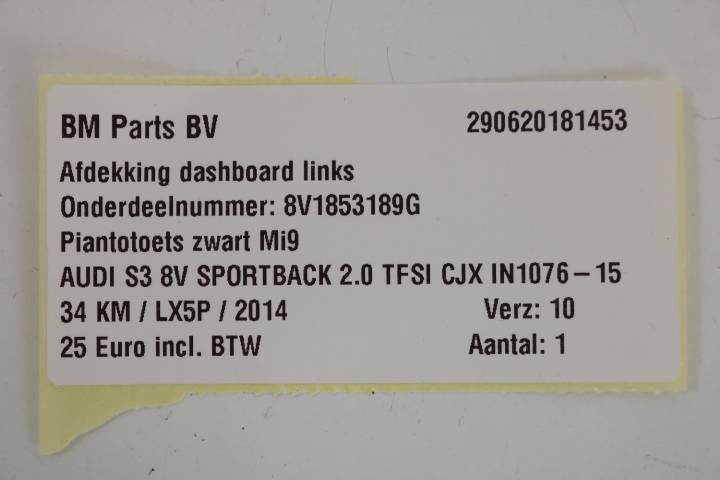 BM Parts BV 290620181453
Afdekking dashboard links
Onderdeelnummer: 8V1853189G
Piantotoets zwart Mi9
AUDI S3 8V SPORTBACK 2.0 TFSI CJX IN1076-15
34 KM / LX5P / 2014 Verz: 10
25 Euro incl. BTW Aantal: 1